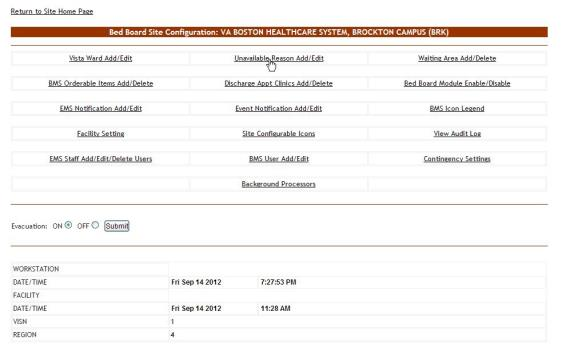 Return to Site Home Page
Bed Board Site Configuration: VA BOSTON HEALTHCARE SYSTEM, BROCKTON CAMPUS (BRK)
Vista Ward Add/Edit Unavailable Reason Add/Edit Waiting Area Add/Delete
BMS Orderable Items Add/Delete Discharge Appt Clinics Add/Delete Bed Board Module Enable/Disable
EMS Notification Add/Edit Event Notification Add/Edit BMS Icon Legend
Facility Setting Site Configurable Icons View Audit Log
EMS Staff Add/Edit/Delete Users BMS User Add/Edit Contingency Settings
Background Processors
Evacuation: ON OFF Submit
WORKSTATION
DATE/TIME Fri Sep 14 2012 7:27:53 PM
FACILITY
DATE/TIME Fri Sep 14 2012 11:28 AM
VISN 1
REGION 4